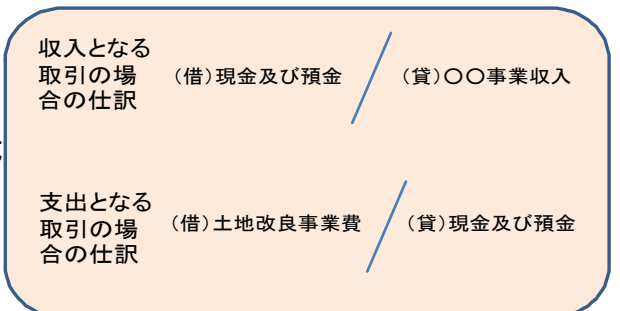 収入となる
取引の場
合の仕訳
（借）現金及び預金
（貸）〇〇事業収入
支出となる
取引の場
合の仕訳
（借）土地改良事業費
（貸）現金及び預金